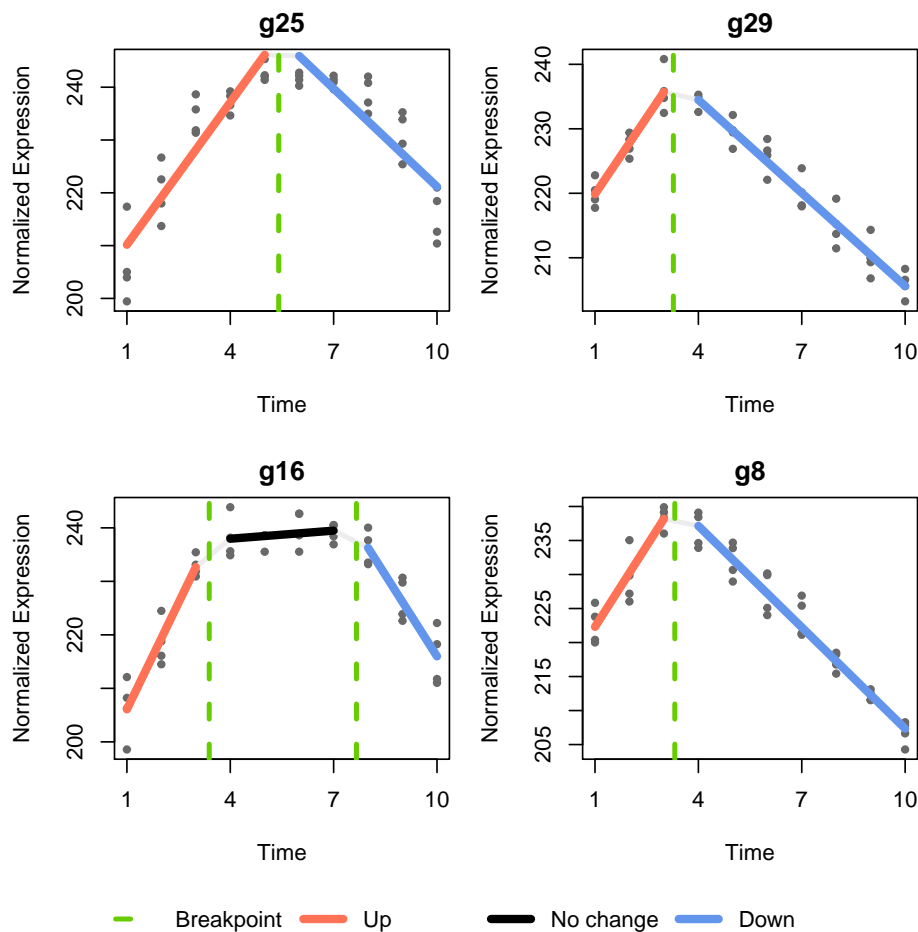 g25
g29
Normalized Expression
240
220
200
1 4 7 10
Time
Normalized Expression
240
230
220
210
1 4 7 10
Time
g16
g8
Normalized Expression
240
220
200
1 4 7 10
Time
Normalized Expression
235
225
215
205
1 4 7 10
Time
Breakpoint Up No change Down